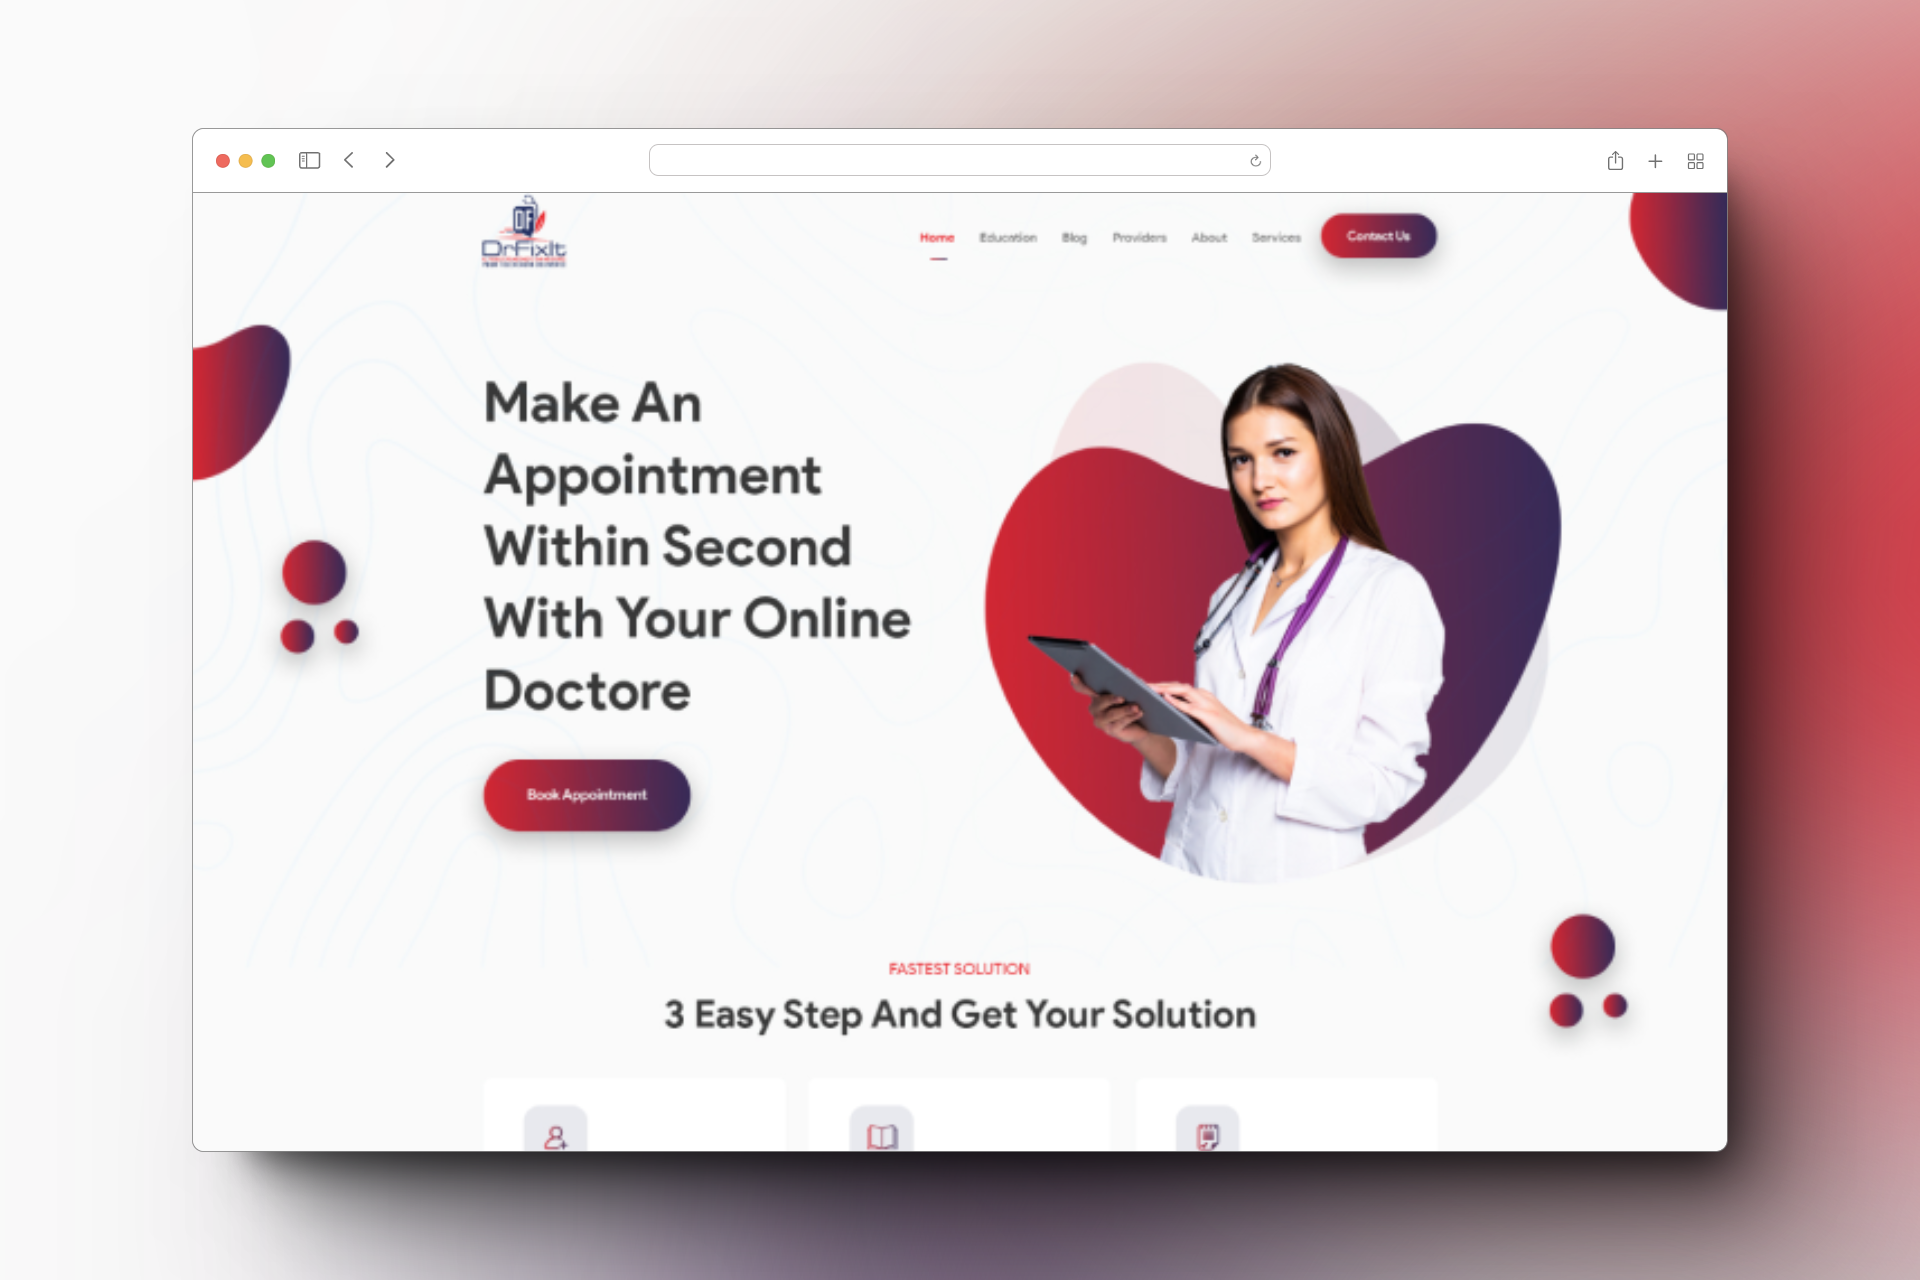 DF
DrFixIt
Home Education Blog Providers About Services Contact Us
Make An
Appointment
Within Second
With Your Online
Doctore
Book Appointment
FASTEST SOLUTION
3 Easy Step And Get Your Solution